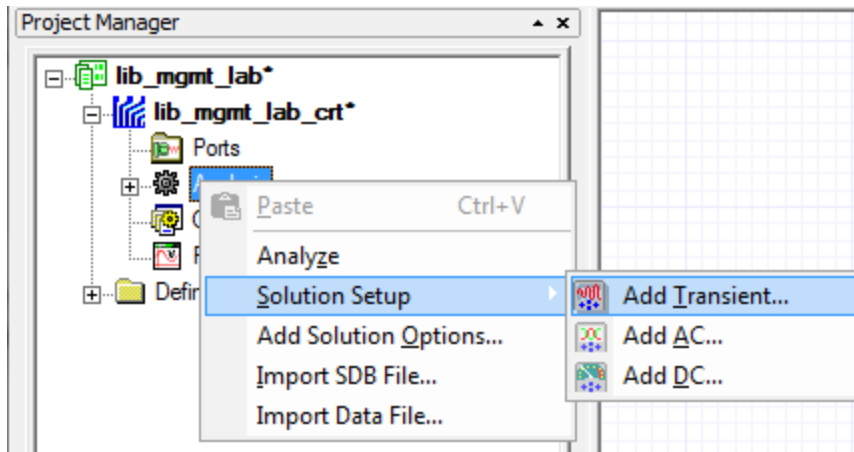 Project Manager
lib_mgmt_lab*
lib_mgmt_lab_crt*
Ports
Paste Ctrl+V
Analyze
Defin
Solution Setup
Add Transient...
Add Solution Options...
Add AC...
Import SDB File...
Add DC...
Import Data File...